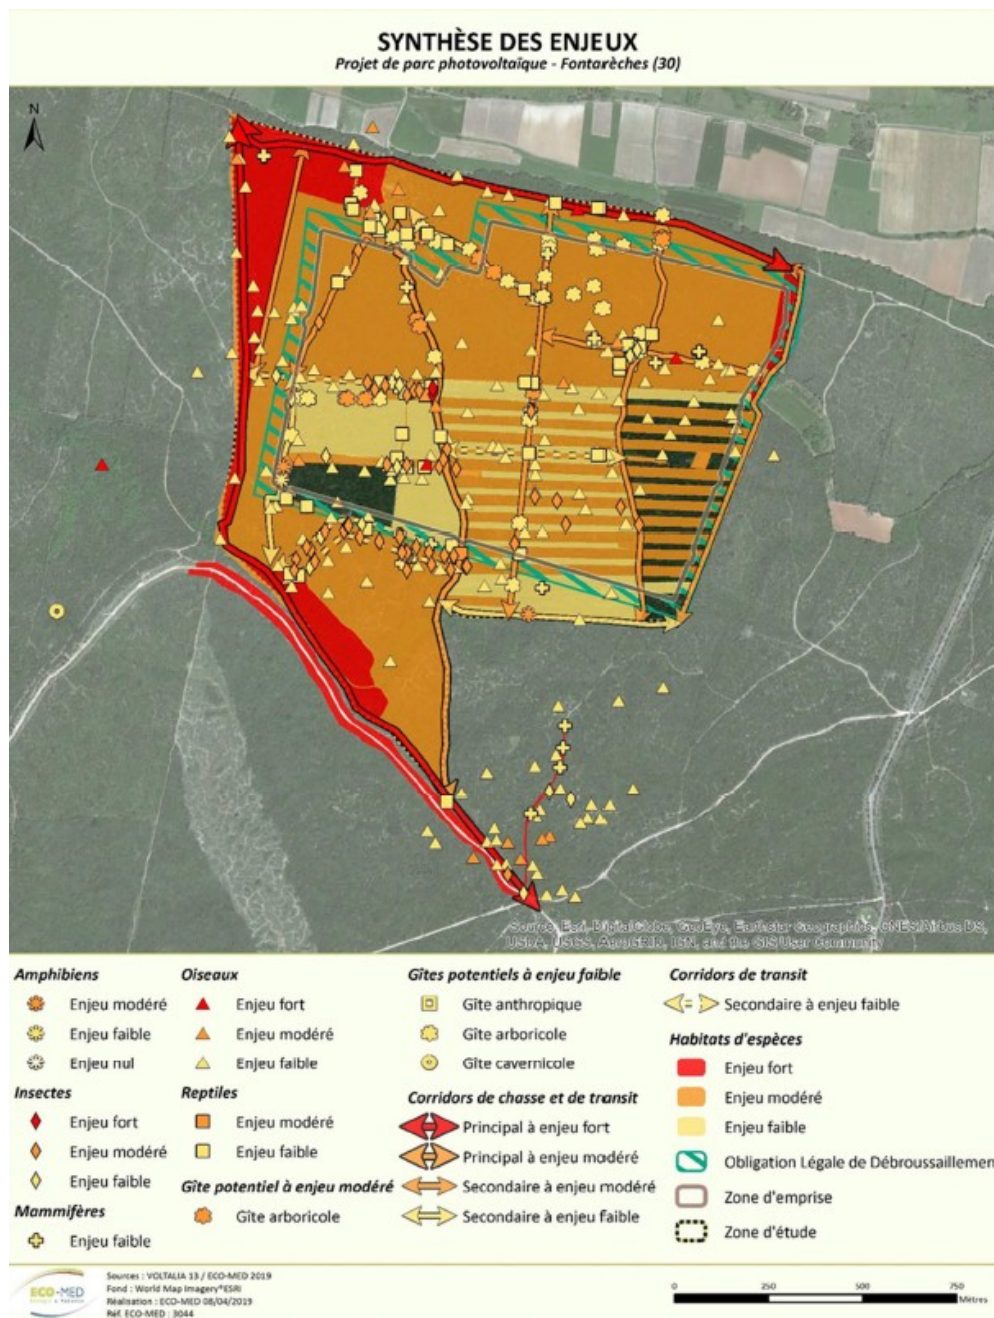 SYNTHÈSE DES ENJEUX
Projet de parc photovoltaïque - Fontarèches (30)
N
Source: Esri, DigitalGlobe, GeoEye, Earthstar Geographics, CNES/Airbus DS,
USDA, USGS, AeroGRID, IGN, and the GIS User Community
Amphibiens
Enjeu modéré
Enjeu faible
Enjeu nul
Insectes
Enjeu fort
Enjeu modéré
Enjeu faible
Mammifères
Enjeu faible
Oiseaux
Enjeu fort
Enjeu modéré
Enjeu faible
Reptiles
Enjeu modéré
Enjeu faible
Gîte potentiel à enjeu modéré
Gîte arboricole
Gîtes potentiels à enjeu faible
Gîte anthropique
Gîte arboricole
Gîte cavernicole
Corridors de chasse et de transit
Principal à enjeu fort
Principal à enjeu modéré
Secondaire à enjeu modéré
Secondaire à enjeu faible
Corridors de transit
Secondaire à enjeu faible
Habitats d'espèces
Enjeu fort
Enjeu modéré
Enjeu faible
Obligation Légale de Débroussaillemen
Zone d'emprise
Zone d'étude
ECO-MED
Sources : VOLTALIA 13 / ECO-MED 2019
Fond : World Map Imagery®ESRI
Réalisation : ECO-MED 08/04/2019
Réf. ECO-MED : 3044
0 250 500 750
Mètres